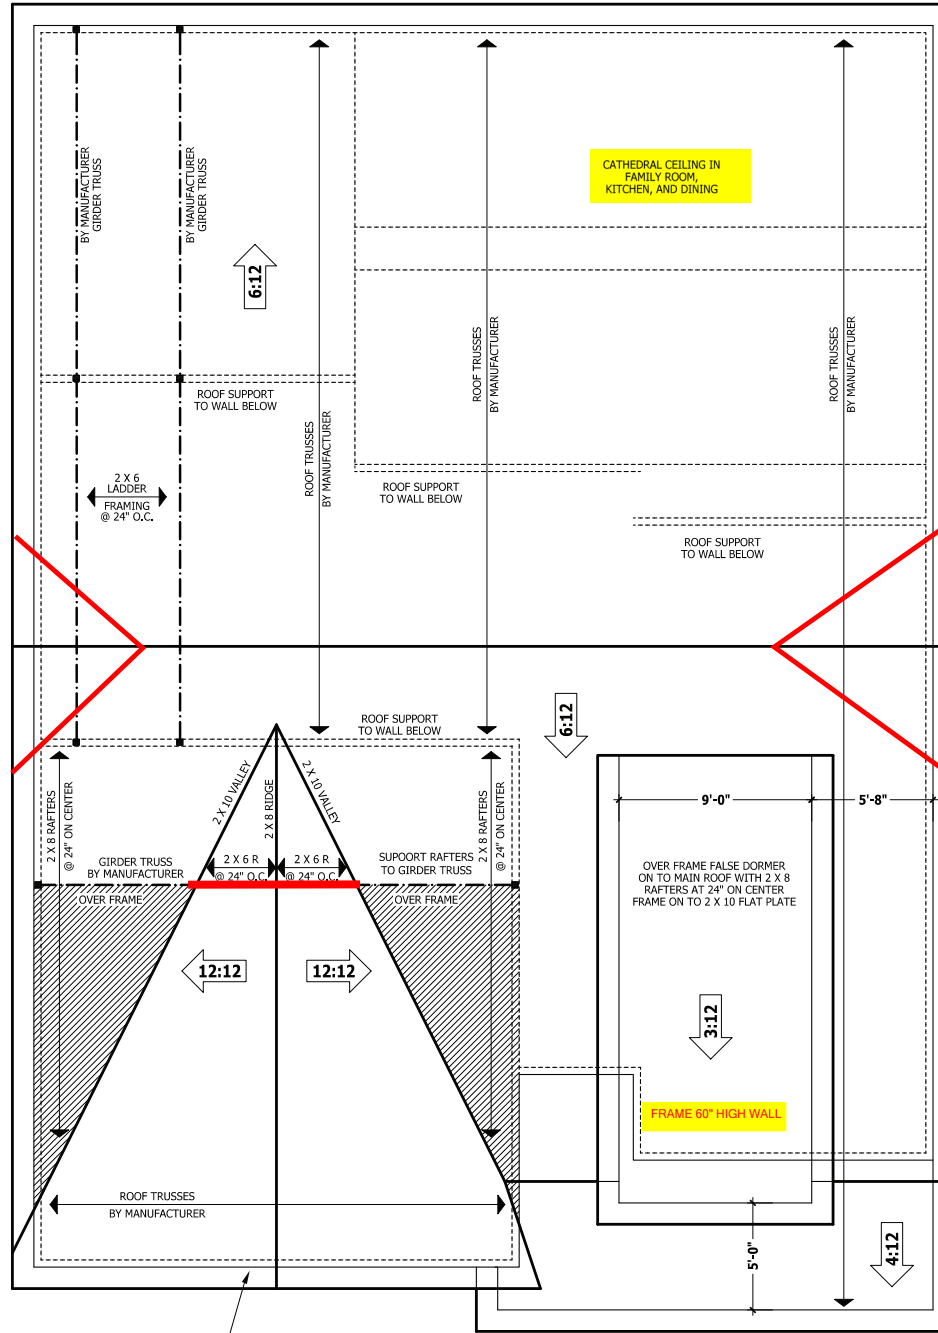 BY MANUFACTURER
GIRDER TRUSS
BY MANUFACTURER
GIRDER TRUSS
CATHEDRAL CEILING IN
FAMILY ROOM,
KITCHEN, AND DINING
6:12
ROOF TRUSSES
BY MANUFACTURER
ROOF TRUSSES
BY MANUFACTURER
ROOF SUPPORT
TO WALL BELOW
ROOF TRUSSES
BY MANUFACTURER
2 X 6
LADDER
FRAMING
@ 24" O.C.
ROOF SUPPORT
TO WALL BELOW
ROOF SUPPORT
TO WALL BELOW
6:12
ROOF SUPPORT
TO WALL BELOW
2 X 8 RAFTERS
@ 24" ON CENTER
2 X 10 VALLEY
2 X 8 RIDGE
2 X 10 VALLEY
2 X 8 RAFTERS
@ 24" ON CENTER
9'-0"
5'-8"
GIRDER TRUSS
BY MANUFACTURER
2 X 6 R
@ 24" O.C.
2 X 6 R
@ 24" O.C.
SUPOORT RAFTERS
TO GIRDER TRUSS
OVER FRAME FALSE DORMER
ON TO MAIN ROOF WITH 2 X 8
RAFTERS AT 24" ON CENTER
FRAME ON TO 2 X 10 FLAT PLATE
OVER FRAME
OVER FRAME
12:12
12:12
3:12
FRAME 60" HIGH WALL
ROOF TRUSSES
BY MANUFACTURER
5'-0"
4:12